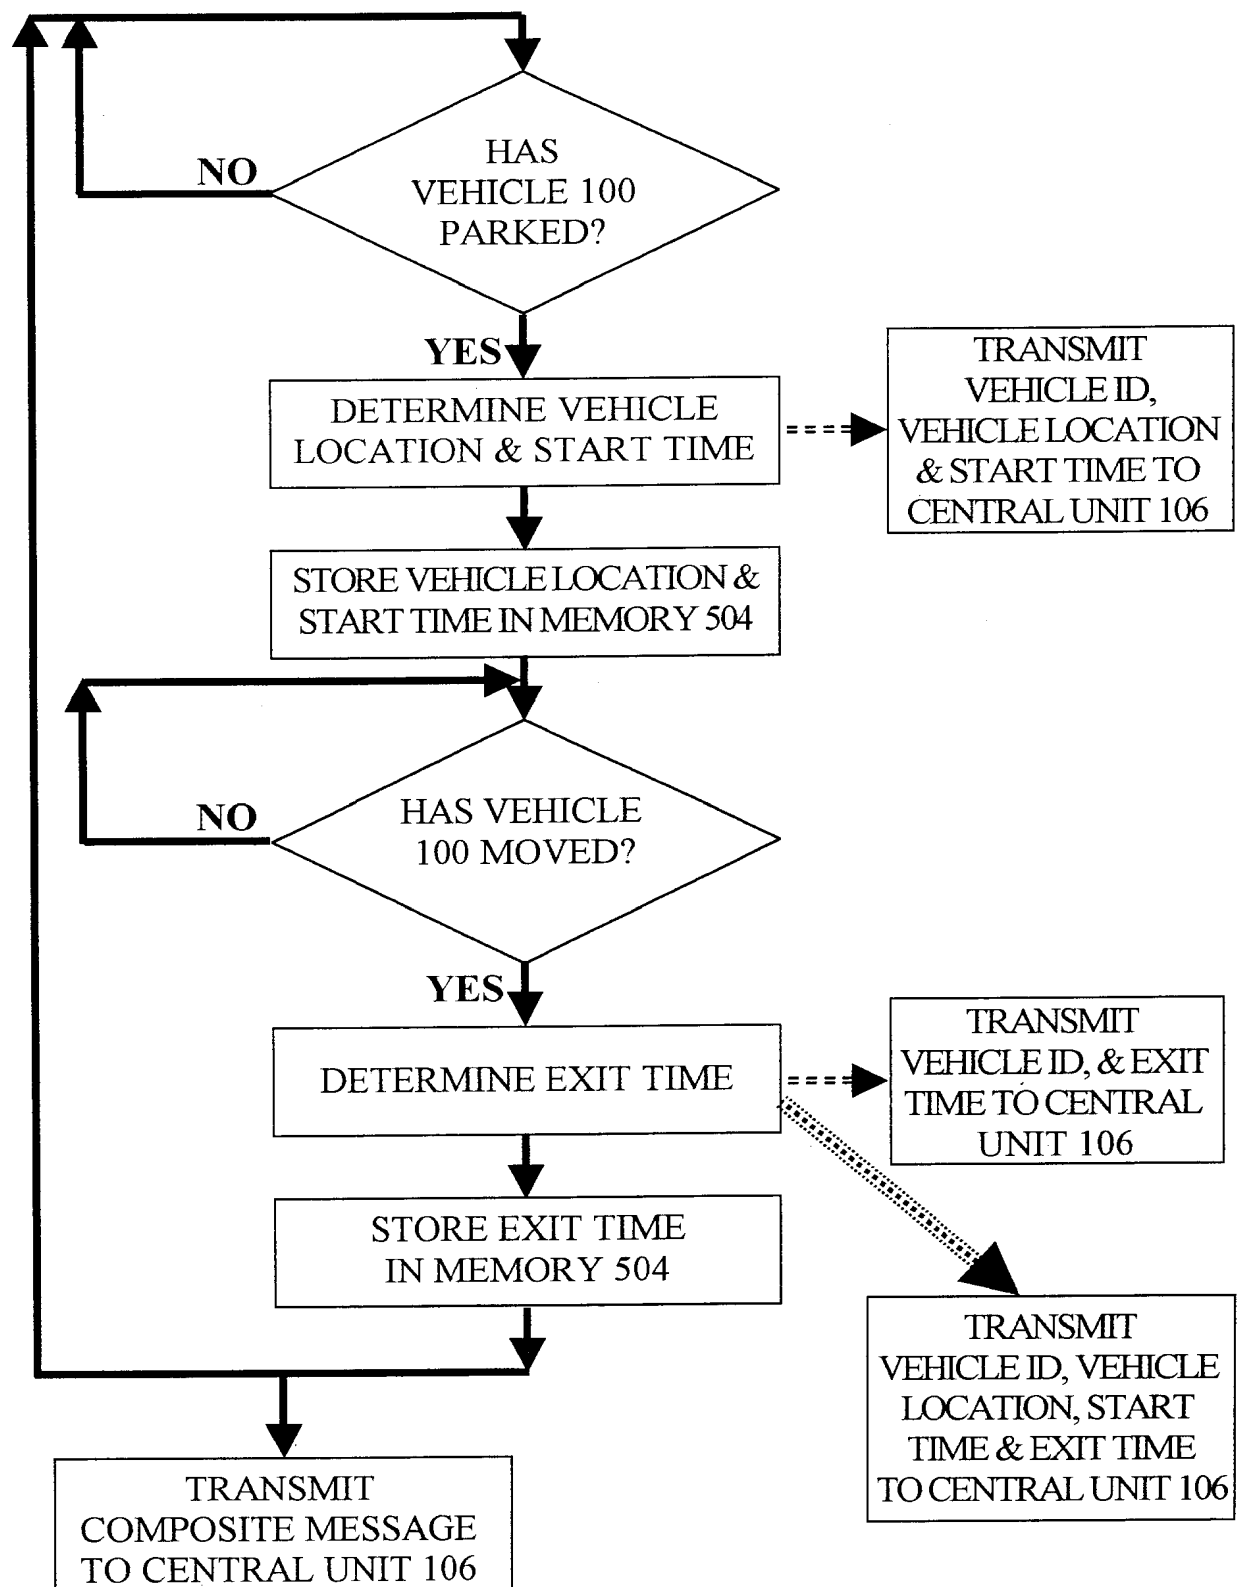 HAS
VEHICLE 100
PARKED?
NO
YES
DETERMINE VEHICLE
LOCATION & START TIME
TRANSMIT
VEHICLE ID,
VEHICLE LOCATION
& START TIME TO
CENTRAL UNIT 106
STORE VEHICLE LOCATION &
START TIME IN MEMORY 504
HAS VEHICLE
100 MOVED?
NO
YES
DETERMINE EXIT TIME
TRANSMIT
VEHICLE ID, & EXIT
TIME TO CENTRAL
UNIT 106
STORE EXIT TIME
IN MEMORY 504
TRANSMIT
VEHICLE ID, VEHICLE
LOCATION, START
TIME & EXIT TIME
TO CENTRAL UNIT 106
TRANSMIT
COMPOSITE MESSAGE
TO CENTRAL UNIT 106